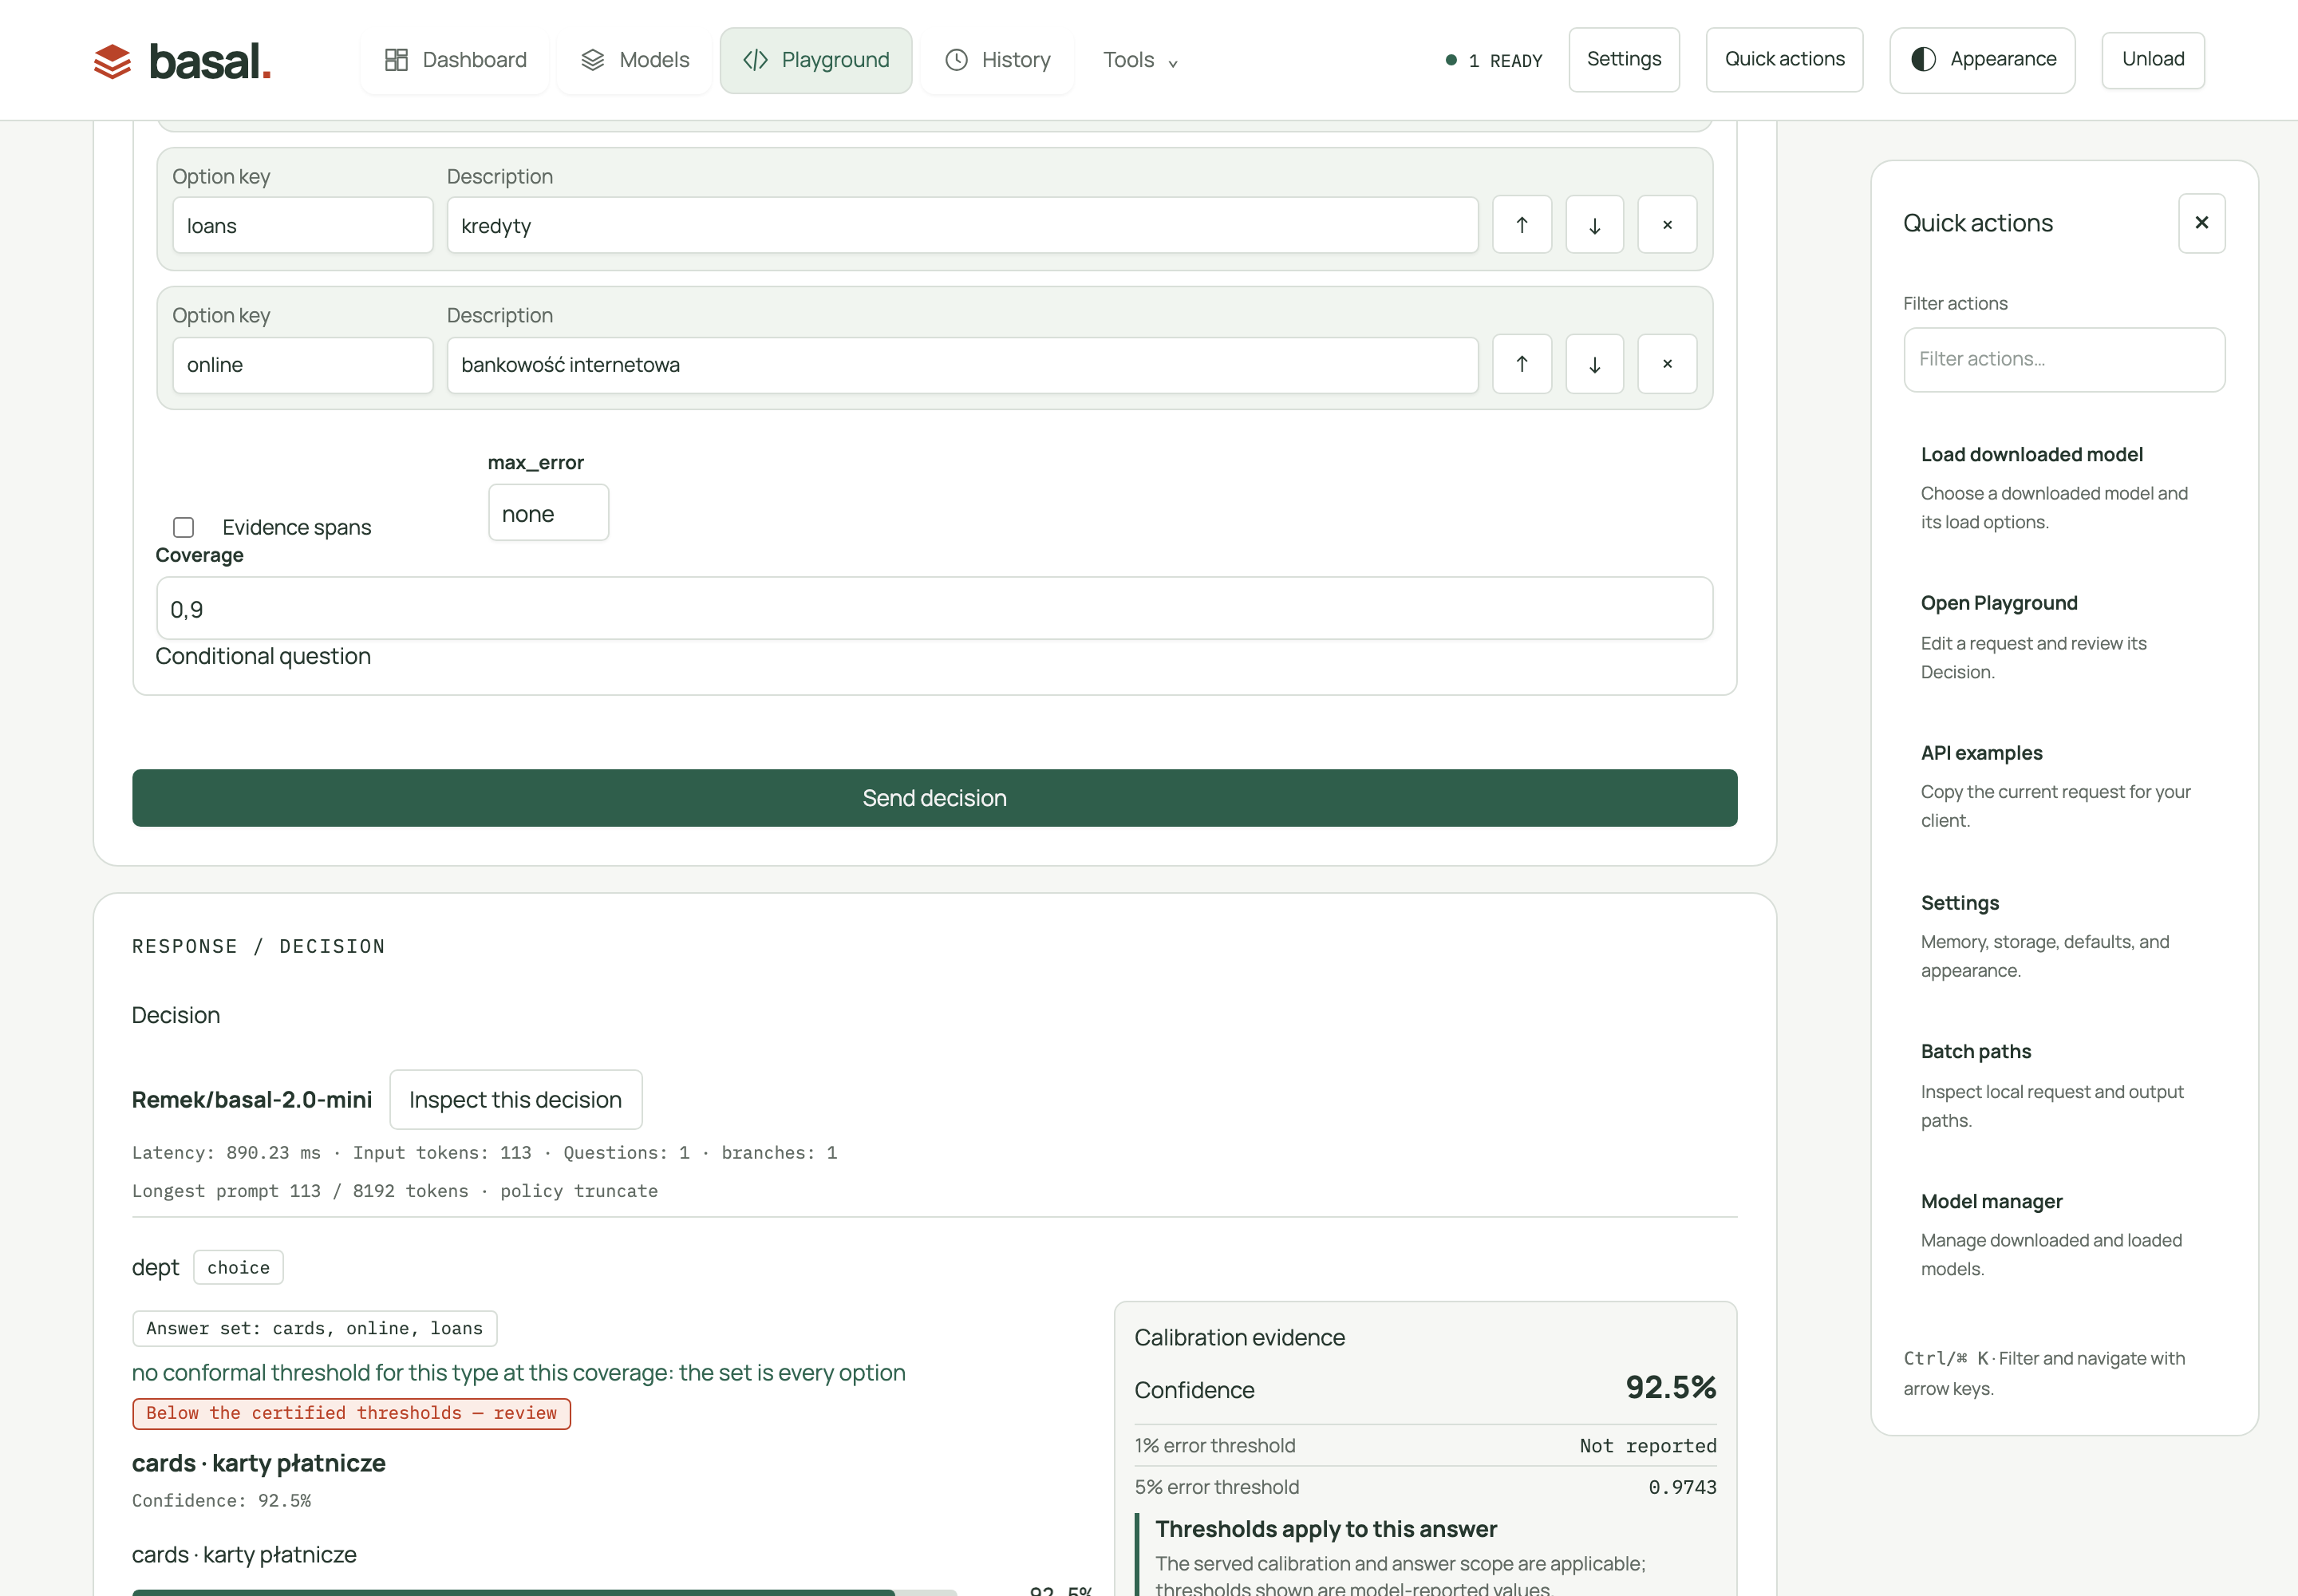 basal.
Dashboard
Models
Playground
History
Tools
1 READY
Settings
Quick actions
Appearance
Unload
Option key
Description
loans
kredyty
↑
↓
×
Option key
Description
online
bankowość internetowa
↑
↓
×
max_error
none
Evidence spans
Coverage
0,9
Conditional question
Send decision
RESPONSE / DECISION
Decision
Remek/basal-2.0-mini
Inspect this decision
Latency: 890.23 ms · Input tokens: 113 · Questions: 1 · branches: 1
Longest prompt 113 / 8192 tokens · policy truncate
dept
choice
Answer set: cards, online, loans
no conformal threshold for this type at this coverage: the set is every option
Below the certified thresholds — review
cards · karty płatnicze
Confidence: 92.5%
cards · karty płatnicze
92.5%
Calibration evidence
Confidence
92.5%
1% error threshold
Not reported
5% error threshold
0.9743
Thresholds apply to this answer
The served calibration and answer scope are applicable;
thresholds shown are model-reported values.
Quick actions
×
Filter actions
Filter actions...
Load downloaded model
Choose a downloaded model and
its load options.
Open Playground
Edit a request and review its
Decision.
API examples
Copy the current request for your
client.
Settings
Memory, storage, defaults, and
appearance.
Batch paths
Inspect local request and output
paths.
Model manager
Manage downloaded and loaded
models.
Ctrl/⌘ K · Filter and navigate with
arrow keys.